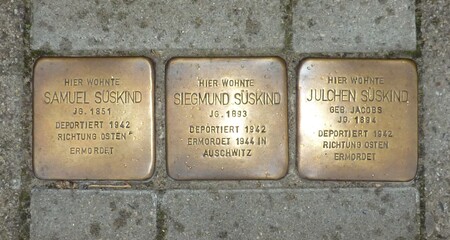 HIER WOHNTE
SAMUEL SÜSKIND
JG. 1851
DEPORTIERT 1942
RICHTUNG OSTEN
ERMORDET
HIER WOHNTE
SIEGMUND SÜSKIND
JG. 1893
DEPORTIERT 1942
ERMORDET 1944 IN
AUSCHWITZ
HIER WOHNTE
JULCHEN SÜSKIND
GEB. JACOBS
JG. 1894
DEPORTIERT 1942
RICHTUNG OSTEN
ERMORDET